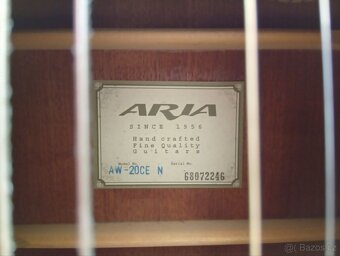 ARIA
SINCE 1956
Hand crafted
Fine Quality
Guitars
Model No. Serial No.
AW-20CE N 68072246
© Bazos.cz